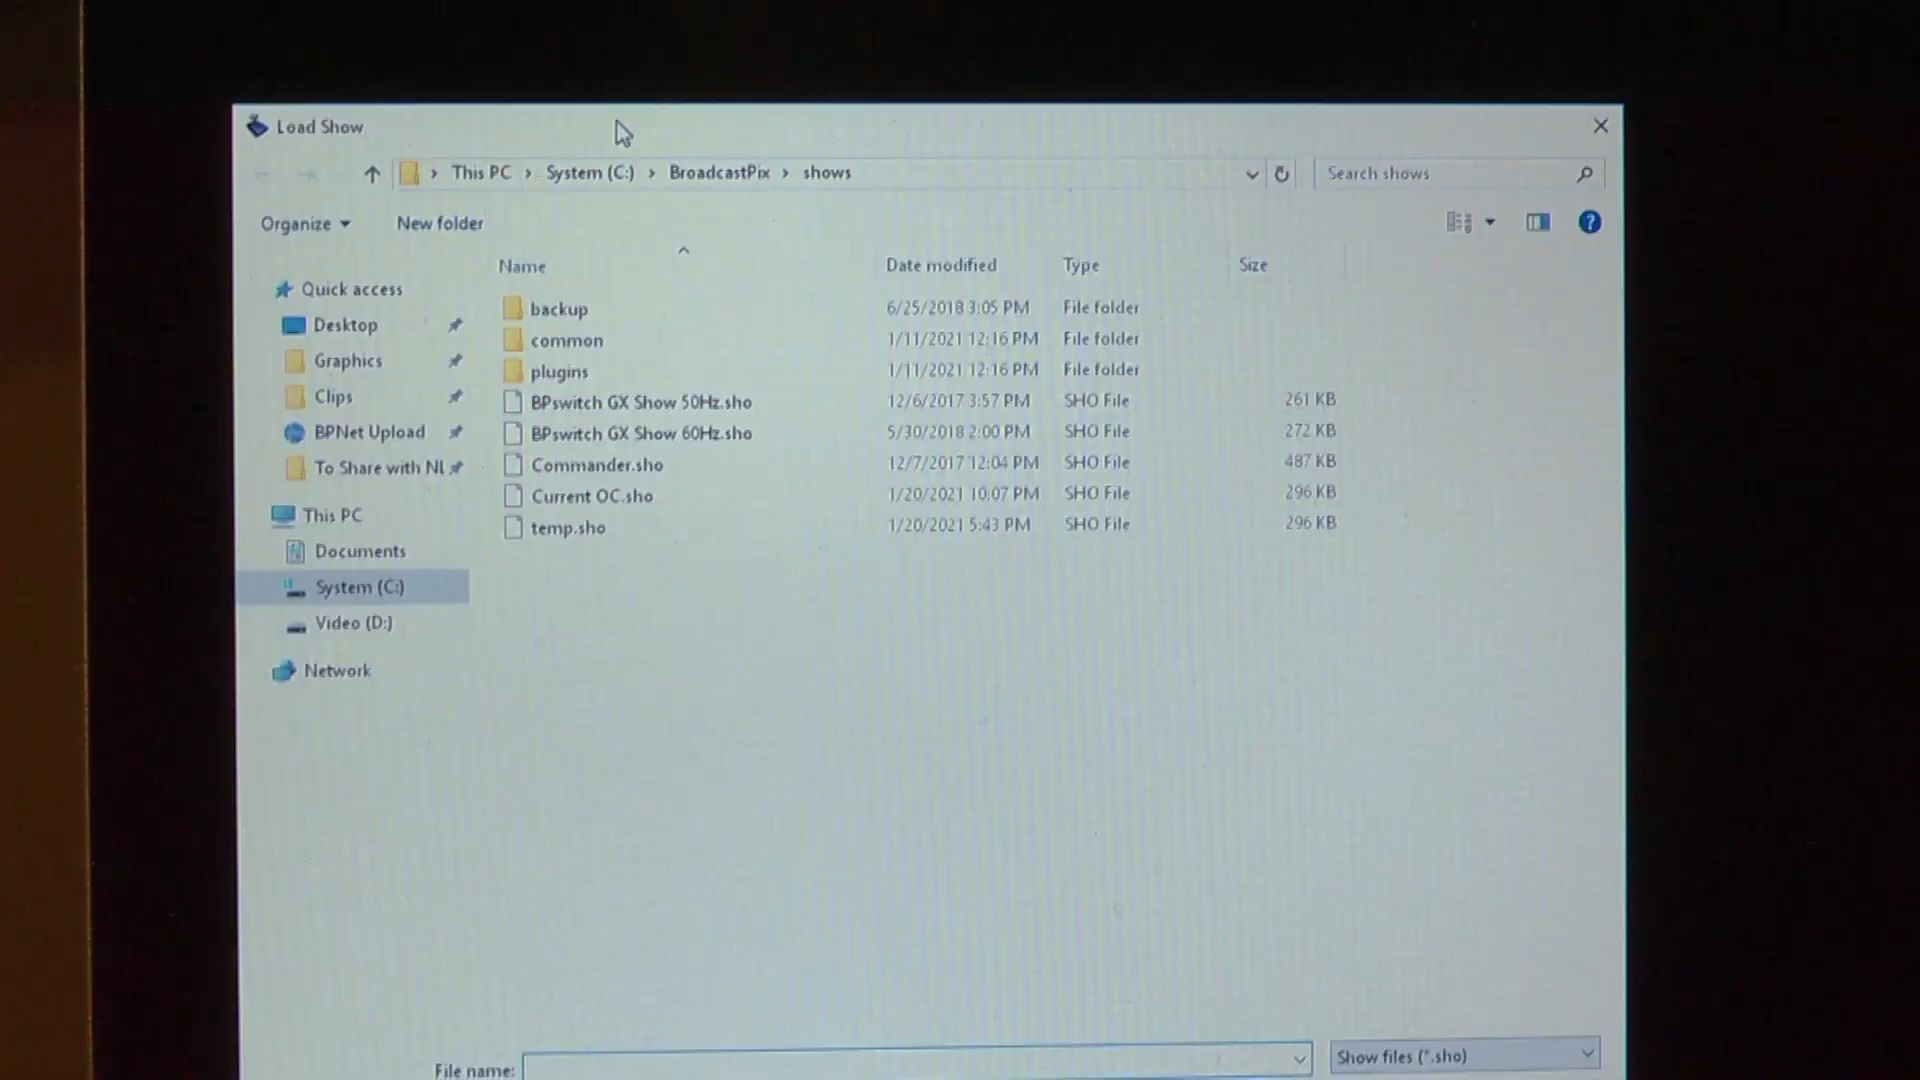 Load Show
This PC > System (C:) > BroadcastPix > shows
Search shows
Organize
New folder
Name Date modified Type Size
Quick access
Desktop
Graphics
Clips
BPNet Upload
To Share with NL
This PC
Documents
System (C:)
Video (D:)
Network
backup 6/25/2018 3:05 PM File folder
common 1/11/2021 12:16 PM File folder
plugins 1/11/2021 12:16 PM File folder
BPswitch GX Show 50Hz.sho 12/6/2017 3:57 PM SHO File 261 KB
BPswitch GX Show 60Hz.sho 5/30/2018 2:00 PM SHO File 272 KB
Commander.sho 12/7/2017 12:04 PM SHO File 487 KB
Current OC.sho 1/20/2021 10:07 PM SHO File 296 KB
temp.sho 1/20/2021 5:43 PM SHO File 296 KB
File name:
Show files (*.sho)